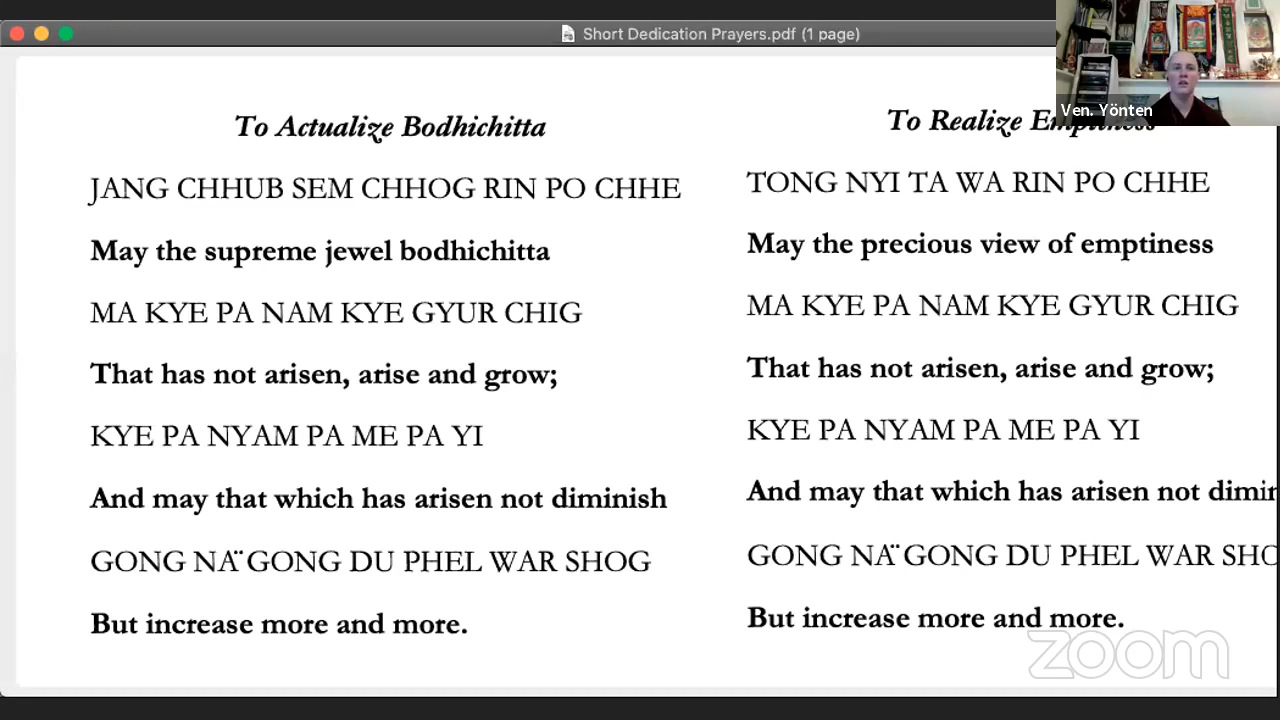 Short Dedication Prayers.pdf (1 page)
Ven. Yönten
To Actualize Bodhichitta
JANG CHHUB SEM CHHOG RIN PO CHHE
May the supreme jewel bodhichitta
MA KYE PA NAM KYE GYUR CHIG
That has not arisen, arise and grow;
KYE PA NYAM PA ME PA YI
And may that which has arisen not diminish
GONG NÄ GONG DU PHEL WAR SHOG
But increase more and more.
To Realize
TONG NYI TA WA RIN PO CHHE
May the precious view of emptiness
MA KYE PA NAM KYE GYUR CHIG
That has not arisen, arise and grow;
KYE PA NYAM PA ME PA YI
And may that which has arisen not
GONG NÄ GONG DU PHEL WAR
But increase more and more.
zoom